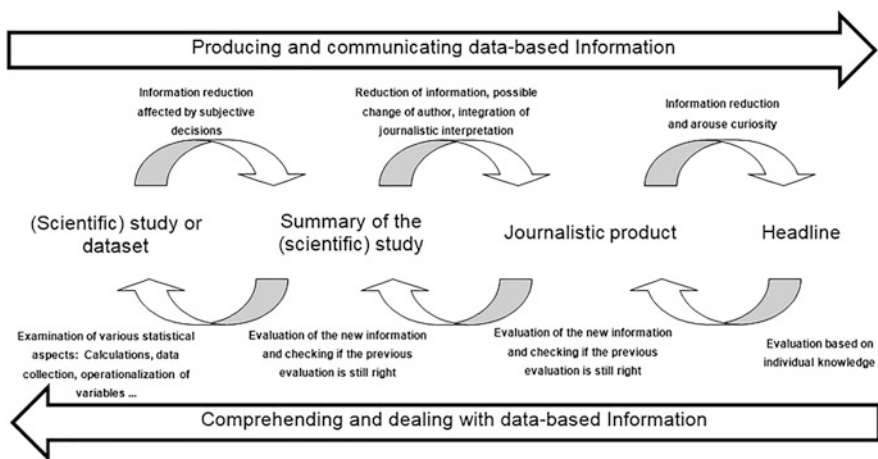 Producing and communicating data-based Information
Information reduction
affected by subjective
decisions
Reduction of information, possible
change of author, integration of
journalistic interpretation
Information reduction
and arouse curiosity
(Scientific) study or
dataset
Summary of the
(scientific) study
Journalistic product
Headline
Examination of various statistical
aspects: Calculations, data
collection, operationalization of
variables ...
Evaluation of the new information
and checking if the previous
evaluation is still right
Evaluation of the new information
and checking if the previous
evaluation is still right
Evaluation based on
individual knowledge
Comprehending and dealing with data-based Information